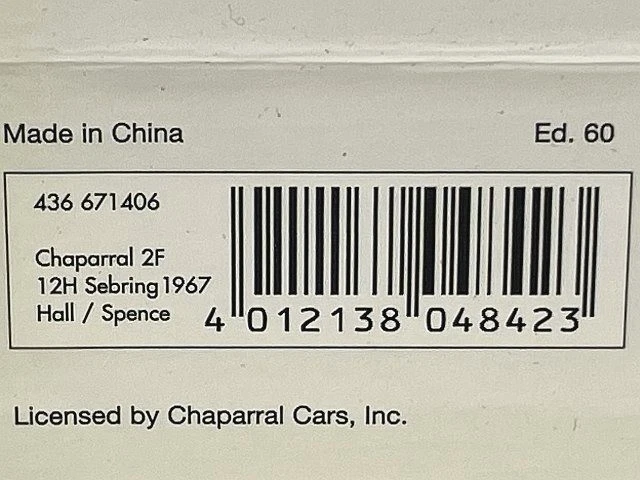 Made in China
Ed. 60
436 671406
Chaparral 2F
12H Sebring 1967
Hall / Spence
4 012138 048423
Licensed by Chaparral Cars, Inc.